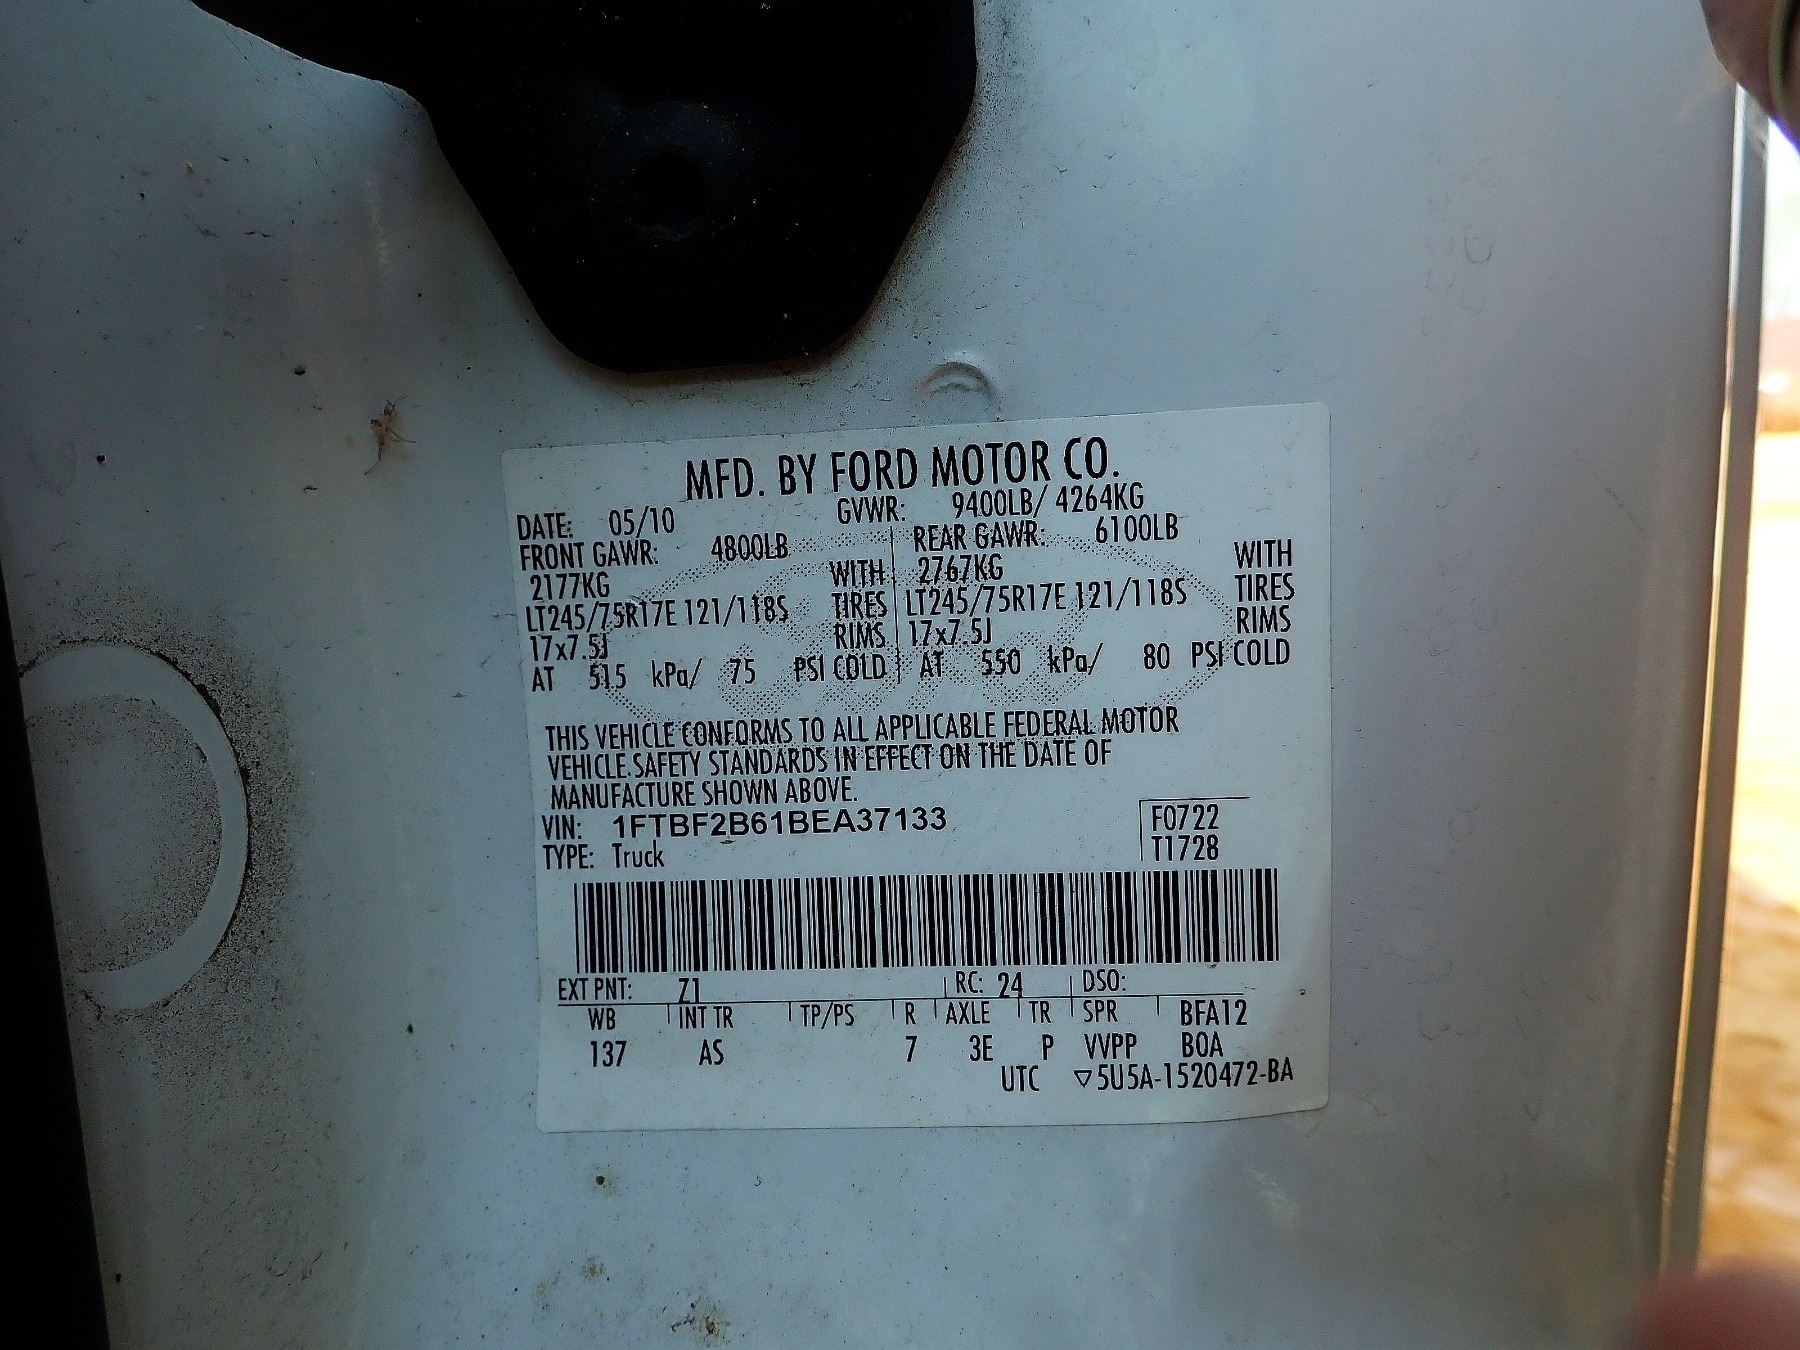 MFD. BY FORD MOTOR CO.
DATE: 05/10 GVWR: 9400LB/ 4264KG
FRONT GAWR: 4800LB REAR GAWR: 6100LB
2177KG WITH 2767KG WITH
LT245/75R17E 121/118S TIRES LT245/75R17E 121/118S TIRES
17x7.5J RIMS 17x7.5J RIMS
AT 515 kPa/ 75 PSI COLD AT 550 kPa/ 80 PSI COLD
THIS VEHICLE CONFORMS TO ALL APPLICABLE FEDERAL MOTOR
VEHICLE SAFETY STANDARDS IN EFFECT ON THE DATE OF
MANUFACTURE SHOWN ABOVE.
VIN: 1FTBF2B61BEA37133 F0722
TYPE: Truck T1728
EXT PNT: Z1 RC: 24 DSO:
WB INT TR TP/PS R AXLE TR SPR BFA12
137 AS 7 3E P VVPP BOA
UTC ▽5U5A-1520472-BA